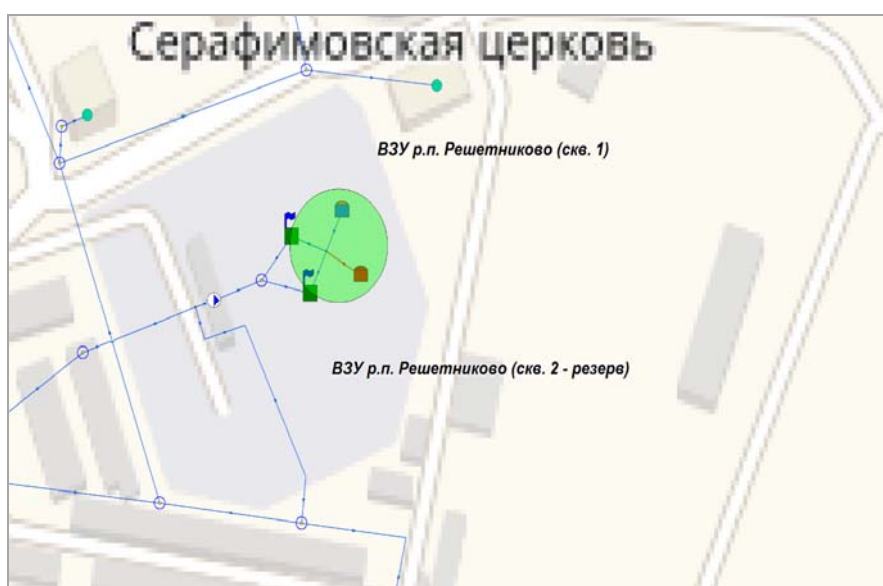 Серафимовская церковь
ВЗУ р.п. Решетниково (скв. 1)
ВЗУ р.п. Решетниково (скв. 2 - резерв)